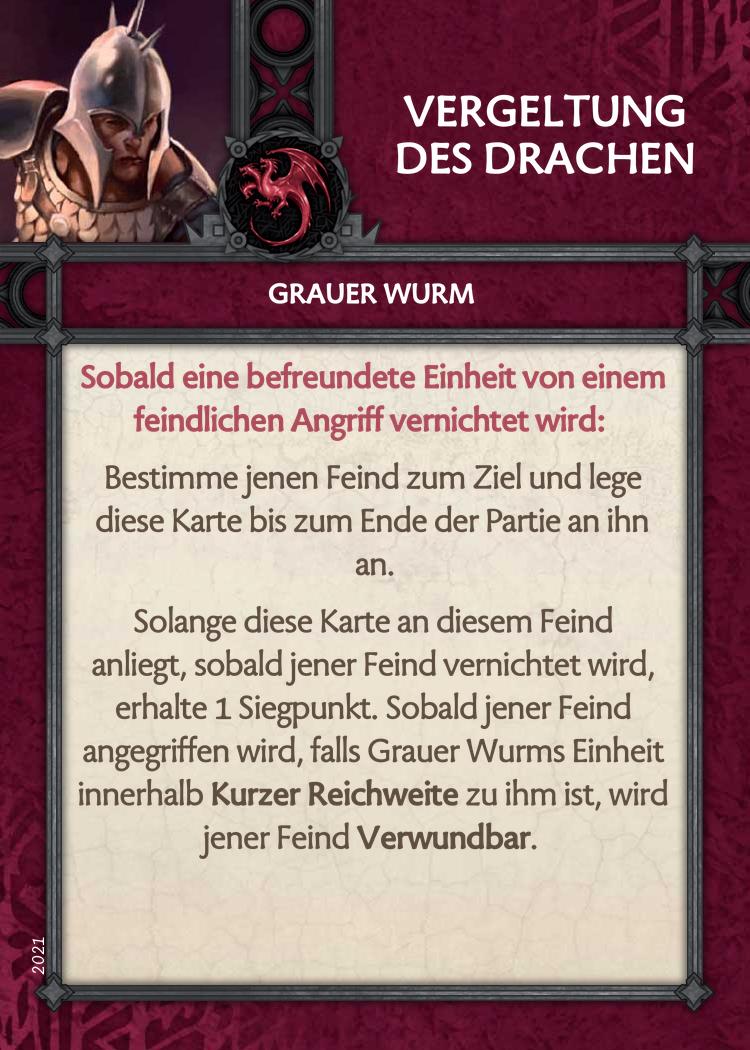 VERGELTUNG
DES DRACHEN
GRAUER WURM
Sobald eine befreundete Einheit von einem
feindlichen Angriff vernichtet wird:
Bestimme jenen Feind zum Ziel und lege
diese Karte bis zum Ende der Partie an ihn
an.
Solange diese Karte an diesem Feind
anliegt, sobald jener Feind vernichtet wird,
erhalte 1 Siegpunkt. Sobald jener Feind
angegriffen wird, falls Grauer Wurms Einheit
innerhalb Kurzer Reichweite zu ihm ist, wird
jener Feind Verwundbar.
2021